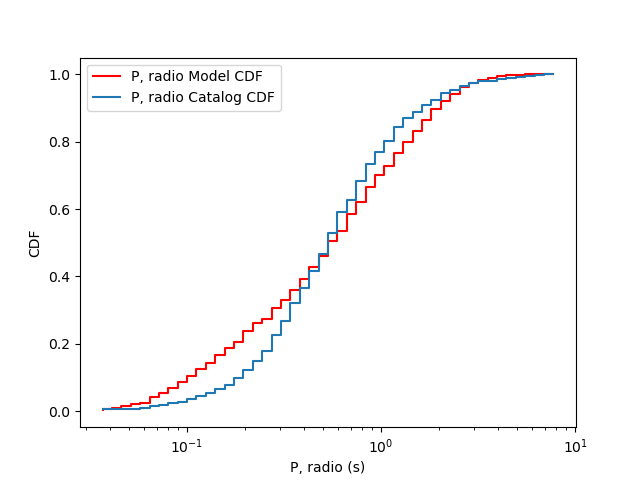 P, radio Model CDF
P, radio Catalog CDF
1.0
0.8
0.6
0.4
0.2
0.0
CDF
10⁻¹
10⁰
10¹
P, radio (s)